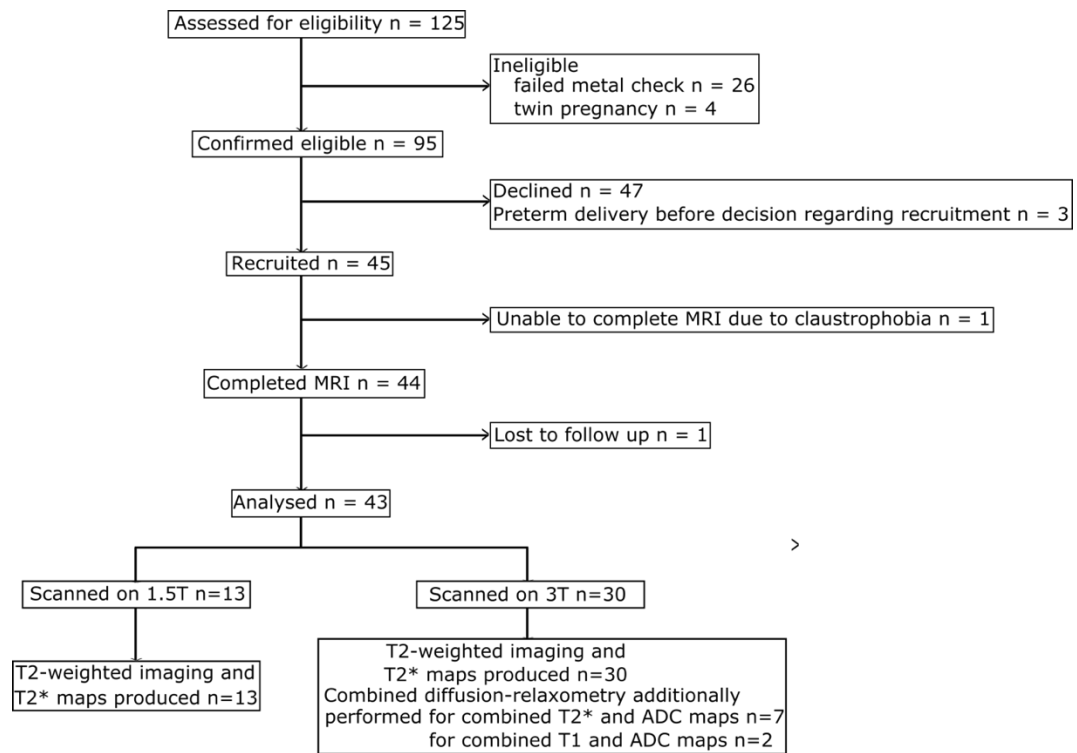 Assessed for eligibility n = 125
Ineligible
failed metal check n = 26
twin pregnancy n = 4
Confirmed eligible n = 95
Declined n = 47
Preterm delivery before decision regarding recruitment n = 3
Recruited n = 45
Unable to complete MRI due to claustrophobia n = 1
Completed MRI n = 44
Lost to follow up n = 1
Analysed n = 43
Scanned on 1.5T n=13
T2-weighted imaging and
T2* maps produced n=13
Scanned on 3T n=30
T2-weighted imaging and
T2* maps produced n=30
Combined diffusion-relaxometry additionally
performed for combined T2* and ADC maps n=7
for combined T1 and ADC maps n=2